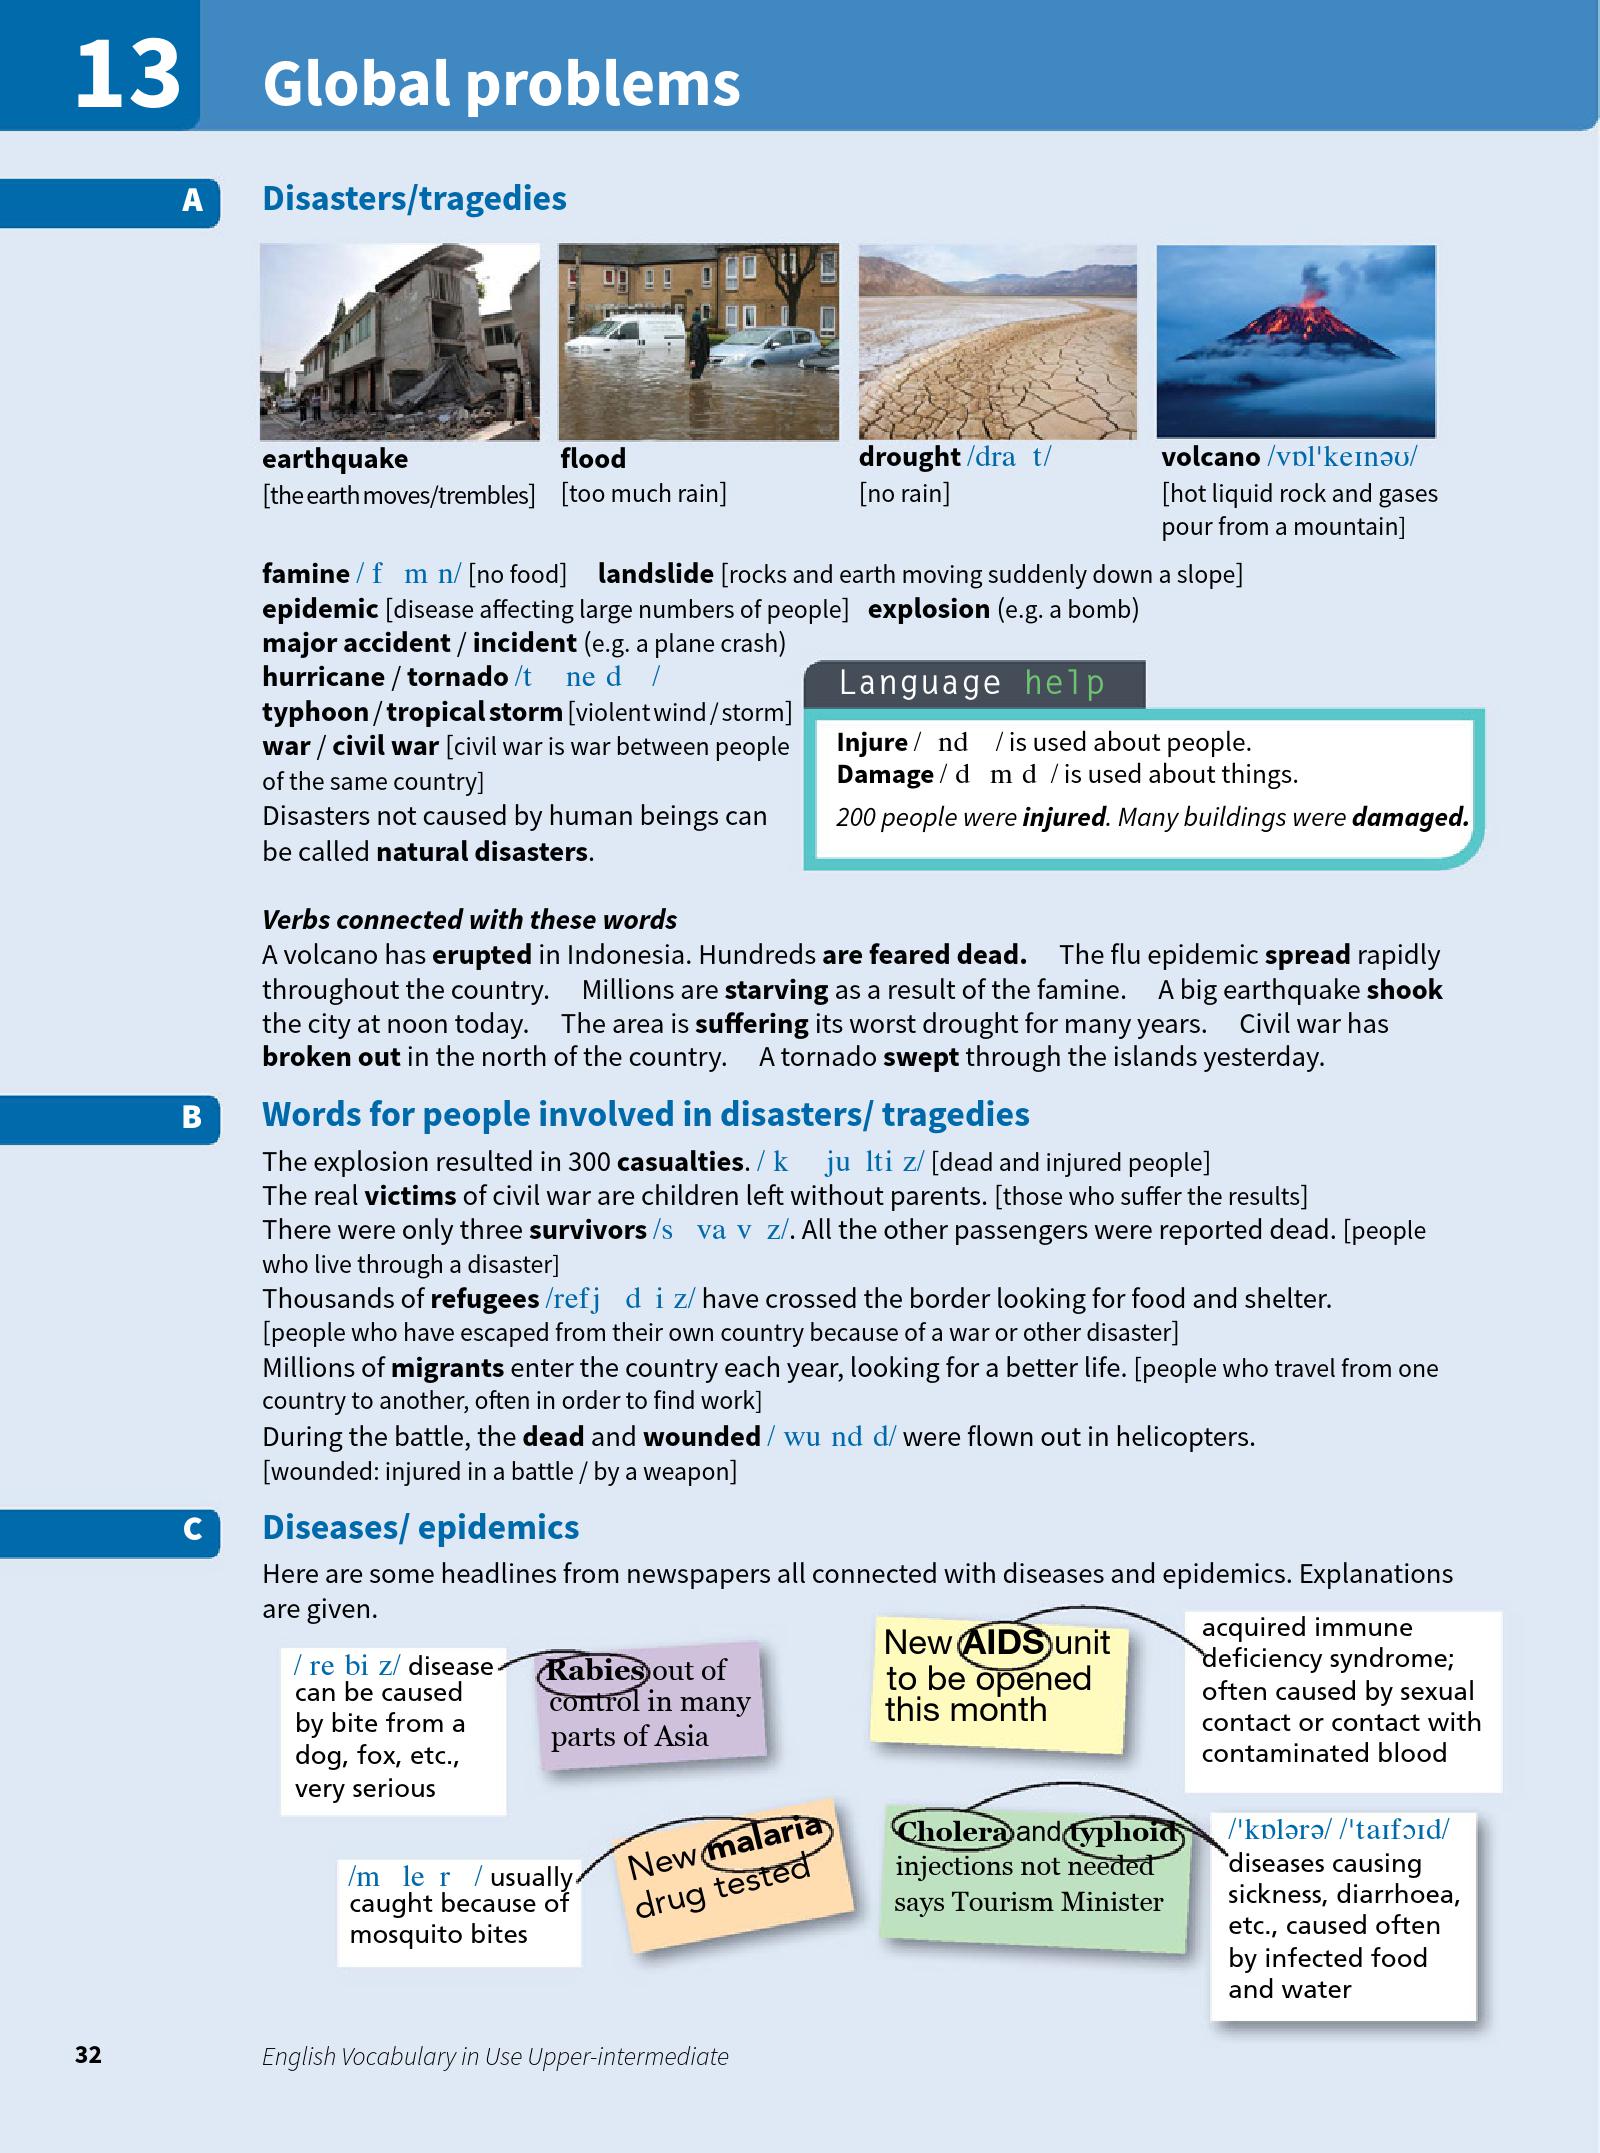 13
Global problems
A
Disasters/tragedies
earthquake
[the earth moves/trembles]
flood
[too much rain]
drought /dra t/
[no rain]
volcano /vɒlˈkeɪnəʊ/
[hot liquid rock and gases
pour from a mountain]
famine / f m n/ [no food] landslide [rocks and earth moving suddenly down a slope]
epidemic [disease affecting large numbers of people] explosion (e.g. a bomb)
major accident / incident (e.g. a plane crash)
hurricane / tornado /t ne d /
typhoon / tropical storm [violent wind / storm]
war / civil war [civil war is war between people
of the same country]
Disasters not caused by human beings can
be called natural disasters.
Language help
Injure / nd / is used about people.
Damage / d m d / is used about things.
200 people were injured. Many buildings were damaged.
Verbs connected with these words
A volcano has erupted in Indonesia. Hundreds are feared dead. The flu epidemic spread rapidly
throughout the country. Millions are starving as a result of the famine. A big earthquake shook
the city at noon today. The area is suffering its worst drought for many years. Civil war has
broken out in the north of the country. A tornado swept through the islands yesterday.
B
Words for people involved in disasters/ tragedies
The explosion resulted in 300 casualties. / k ju lti z/ [dead and injured people]
The real victims of civil war are children left without parents. [those who suffer the results]
There were only three survivors /s va v z/. All the other passengers were reported dead. [people
who live through a disaster]
Thousands of refugees /refj d i z/ have crossed the border looking for food and shelter.
[people who have escaped from their own country because of a war or other disaster]
Millions of migrants enter the country each year, looking for a better life. [people who travel from one
country to another, often in order to find work]
During the battle, the dead and wounded / wu nd d/ were flown out in helicopters.
[wounded: injured in a battle / by a weapon]
C
Diseases/ epidemics
Here are some headlines from newspapers all connected with diseases and epidemics. Explanations
are given.
/ re bi z/ disease
can be caused
by bite from a
dog, fox, etc.,
very serious
Rabies out of
control in many
parts of Asia
New AIDS unit
to be opened
this month
acquired immune
deficiency syndrome;
often caused by sexual
contact or contact with
contaminated blood
/m le r / usually
caught because of
mosquito bites
New malaria
drug tested
Cholera and typhoid
injections not needed
says Tourism Minister
/ˈkɒlərə/ /ˈtaɪfɔɪd/
diseases causing
sickness, diarrhoea,
etc., caused often
by infected food
and water
32
English Vocabulary in Use Upper-intermediate